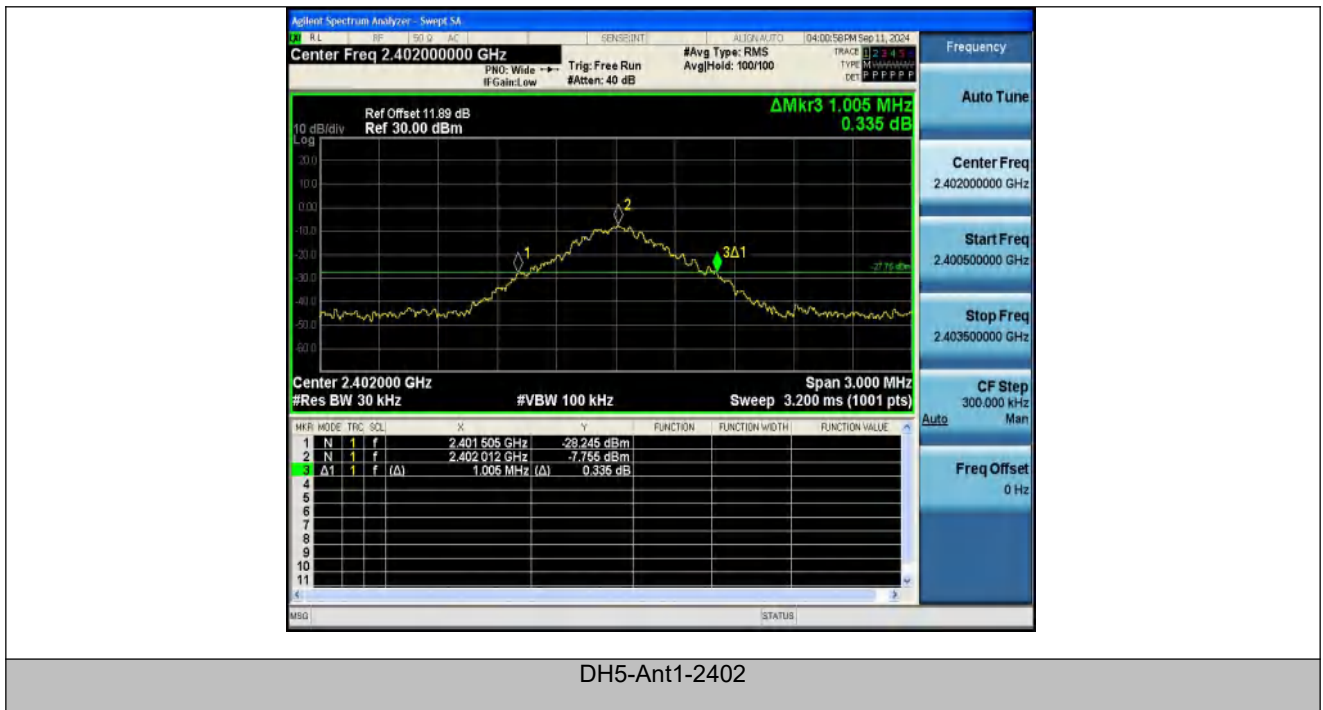 Agilent Spectrum Analyzer - Swept SA
RL RF 50 Ω AC SENSE:INT ALIGN AUTO 04:00:58 PM Sep 11, 2024
Center Freq 2.402000000 GHz #Avg Type: RMS TRACE 1 2 3 4 5 6
PNO: Wide Trig: Free Run Avg|Hold: 100/100 TYPE M WWWWW
IFGain:Low #Atten: 40 dB DET P P P P P P
ΔMkr3 1.005 MHz
0.335 dB
Ref Offset 11.89 dB
10 dB/div Ref 30.00 dBm
Log
20.0
10.0
0.00
-10.0
-20.0
-30.0
-40.0
-50.0
-60.0
1
2
3Δ1
-27.76 dBm
Center 2.402000 GHz Span 3.000 MHz
#Res BW 30 kHz #VBW 100 kHz Sweep 3.200 ms (1001 pts)
MKR MODE TRC SCL X Y FUNCTION FUNCTION WIDTH FUNCTION VALUE
1 N 1 f 2.401 505 GHz -28.245 dBm
2 N 1 f 2.402 012 GHz -7.755 dBm
3 Δ1 1 f (Δ) 1.005 MHz (Δ) 0.335 dB
4
5
6
7
8
9
10
11
MSG STATUS
Frequency
Auto Tune
Center Freq
2.402000000 GHz
Start Freq
2.400500000 GHz
Stop Freq
2.403500000 GHz
CF Step
300.000 kHz
Auto Man
Freq Offset
0 Hz
DH5-Ant1-2402